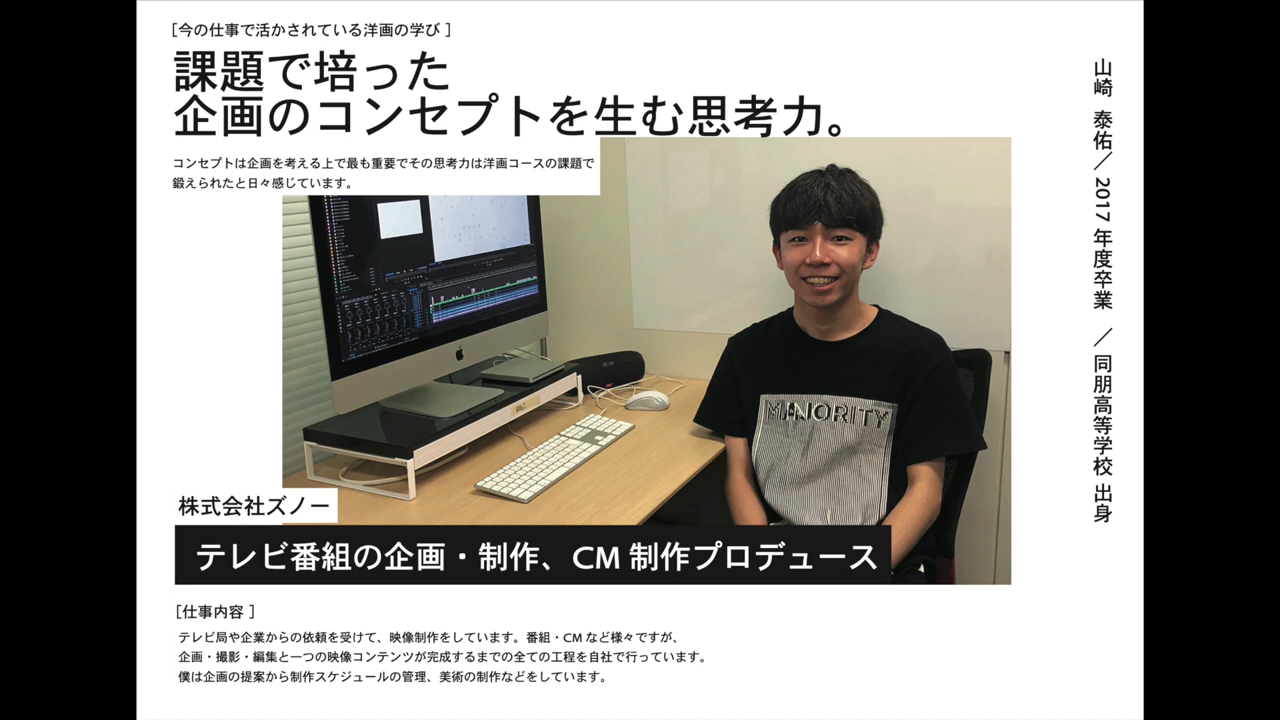 [今の仕事で活かされている洋画の学び]
課題で培った
企画のコンセプトを生む思考力。
コンセプトは企画を考える上で最も重要でその思考力は洋画コースの課題で
鍛えられたと日々感じています。
山崎 泰佑／2017年度卒業 ／同朋高等学校 出身
MAJORITY
株式会社ズノー
テレビ番組の企画・制作、CM制作プロデュース
[仕事内容]
テレビ局や企業からの依頼を受けて、映像制作をしています。番組・CMなど様々ですが、
企画・撮影・編集と一つの映像コンテンツが完成するまでの全ての工程を自社で行っています。
僕は企画の提案から制作スケジュールの管理、美術の制作などをしています。